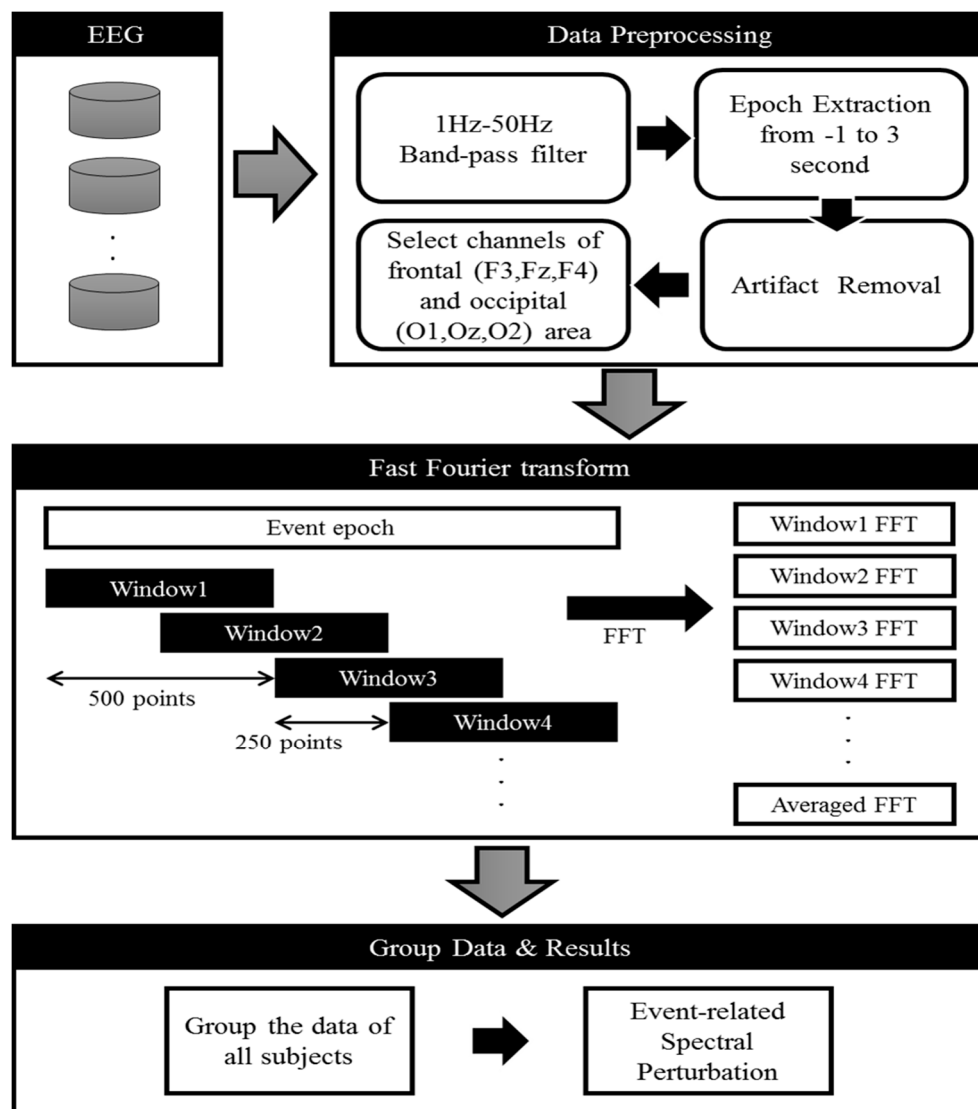 EEG
Data Preprocessing
1Hz-50Hz
Band-pass filter
Epoch Extraction
from -1 to 3
second
Artifact Removal
Select channels of
frontal (F3,Fz,F4)
and occipital
(O1,Oz,O2) area
Fast Fourier transform
Event epoch
Window1
Window2
Window3
Window4
500 points
250 points
FFT
Window1 FFT
Window2 FFT
Window3 FFT
Window4 FFT
Averaged FFT
Group Data & Results
Group the data of
all subjects
Event-related
Spectral
Perturbation